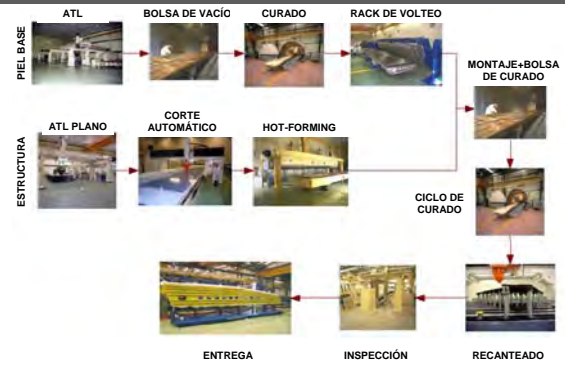 PIEL BASE
ATL
BOLSA DE VACÍO
CURADO
RACK DE VOLTEO
MONTAJE+BOLSA
DE CURADO
ESTRUCTURA
ATL PLANO
CORTE
AUTOMÁTICO
HOT-FORMING
CICLO DE
CURADO
ENTREGA
INSPECCIÓN
RECANTEADO